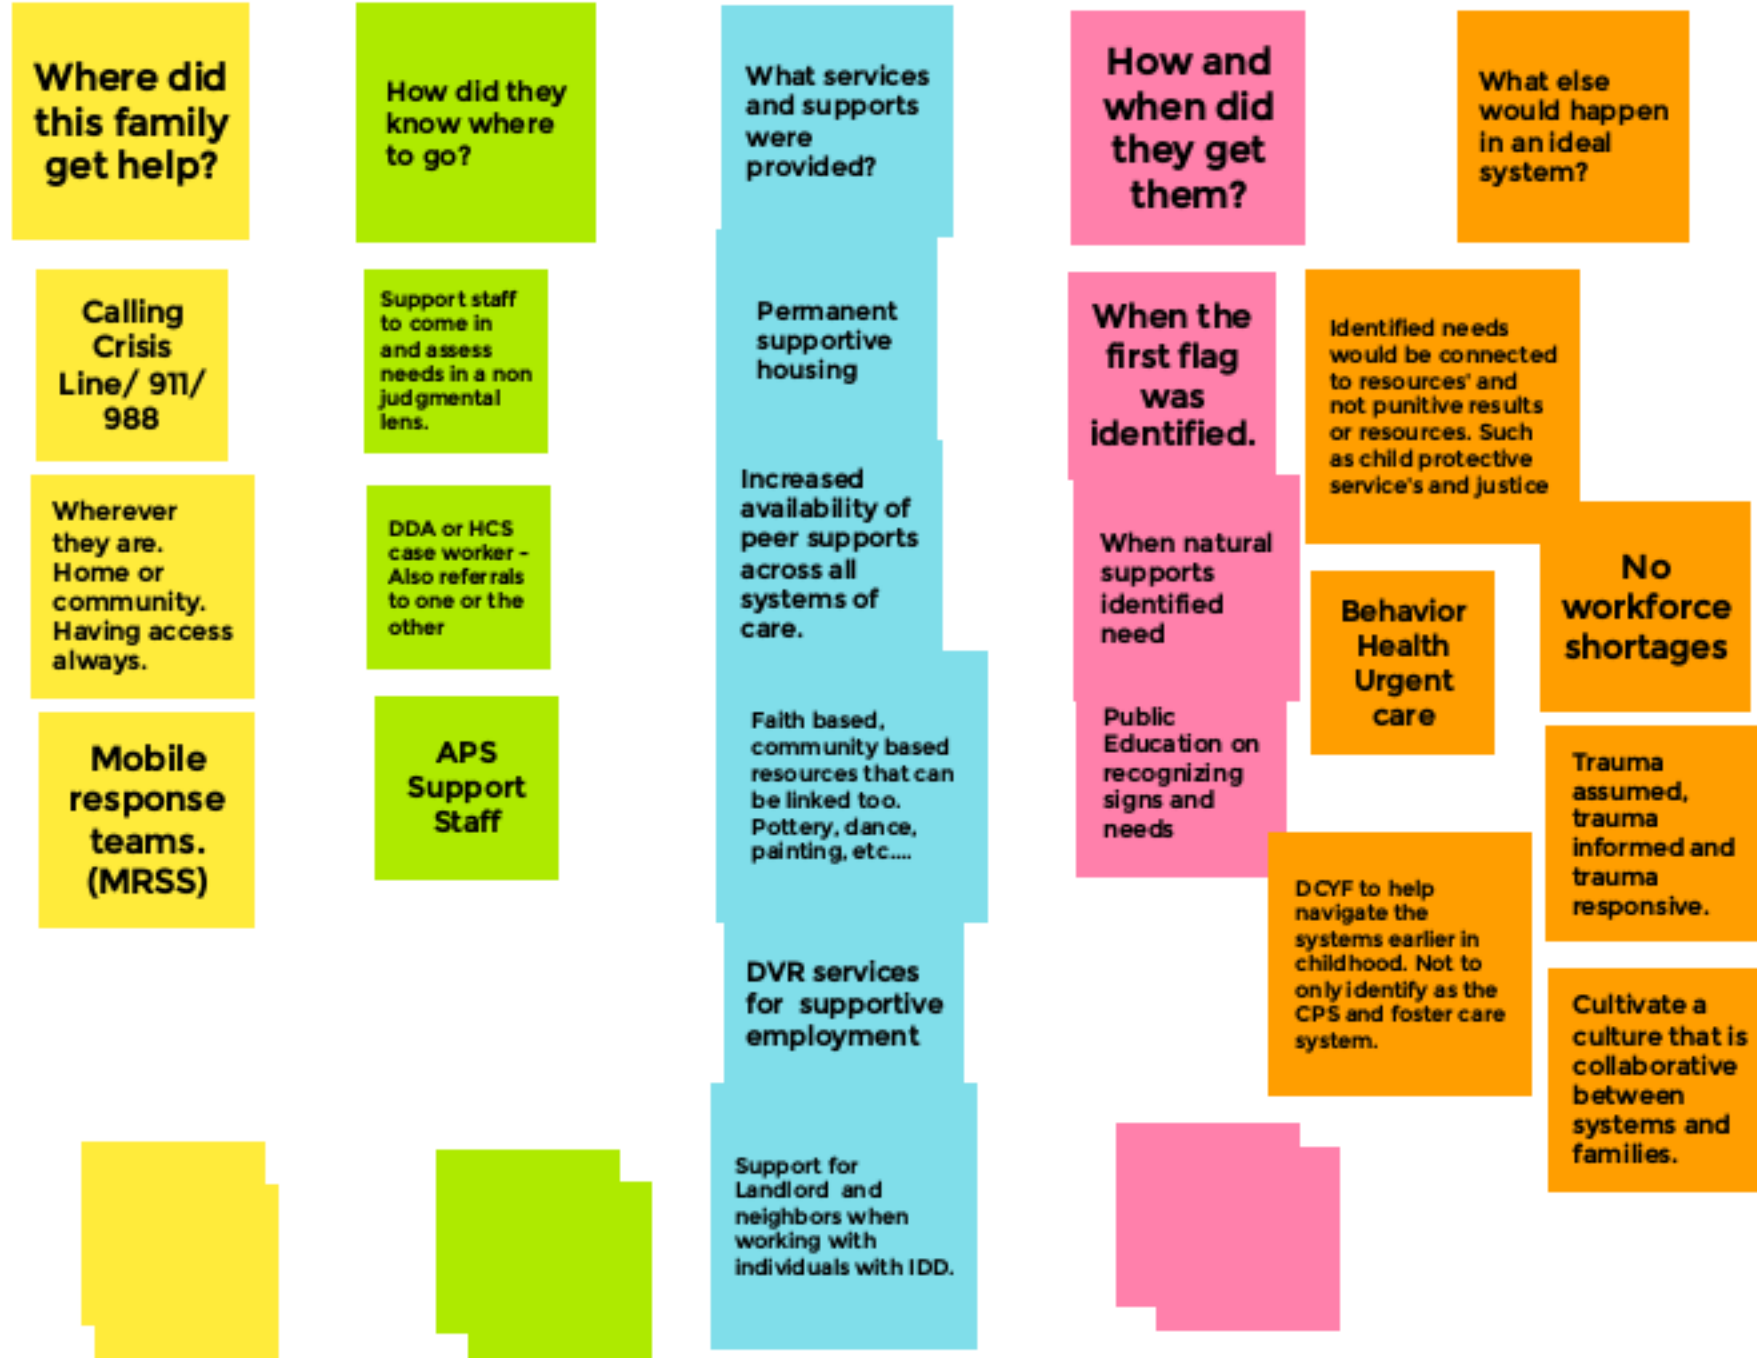 Where did
this family
get help?
Calling
Crisis
Line/ 911/
988
Wherever
they are.
Home or
community.
Having access
always.
Mobile
response
teams.
(MRSS)
How did they
know where
to go?
Support staff
to come in
and assess
needs in a non
judgmental
lens.
DDA or HCS
case worker -
Also referrals
to one or the
other
APS
Support
Staff
What services
and supports
were
provided?
Permanent
supportive
housing
Increased
availability of
peer supports
across all
systems of
care.
Faith based,
community based
resources that can
be linked too.
Pottery, dance,
painting, etc....
DVR services
for supportive
employment
Support for
Landlord and
neighbors when
working with
individuals with IDD.
How and
when did
they get
them?
When the
first flag
was
identified.
When natural
supports
identified
need
Public
Education on
recognizing
signs and
needs
What else
would happen
in an ideal
system?
Identified needs
would be connected
to resources' and
not punitive results
or resources. Such
as child protective
service's and justice
No
workforce
shortages
Behavior
Health
Urgent
care
Trauma
assumed,
trauma
informed and
trauma
responsive.
DCYF to help
navigate the
systems earlier in
childhood. Not to
only identify as the
CPS and foster care
system.
Cultivate a
culture that is
collaborative
between
systems and
families.